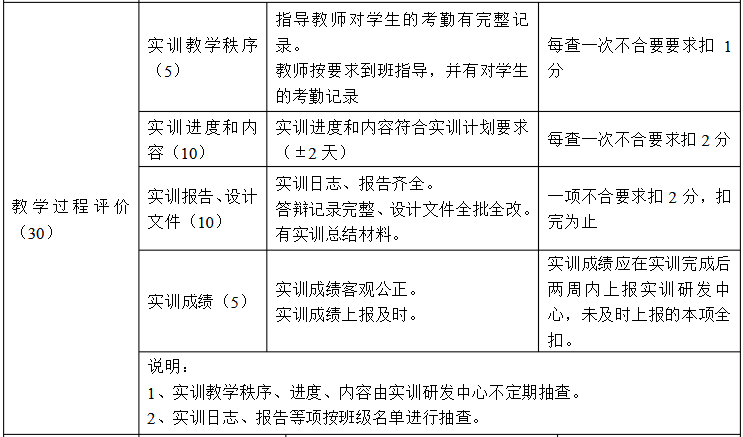 教学过程评价
（30）
实训教学秩序
（5）
指导教师对学生的考勤有完整记
录。
教师按要求到班指导，并有对学生
的考勤记录
每查一次不合要要求扣 1
分
实训进度和内
容（10）
实训进度和内容符合实训计划要求
（±2天）
每查一次不合要求扣2分
实训报告、设计
文件（10）
实训日志、报告齐全。
答辩记录完整、设计文件全批全改。
有实训总结材料。
一项不合要求扣2分，扣
完为止
实训成绩（5）
实训成绩客观公正。
实训成绩上报及时。
实训成绩应在实训完成后
两周内上报实训研发中
心，未及时上报的本项全
扣。
说明：
1、实训教学秩序、进度、内容由实训研发中心不定期抽查。
2、实训日志、报告等项按班级名单进行抽查。